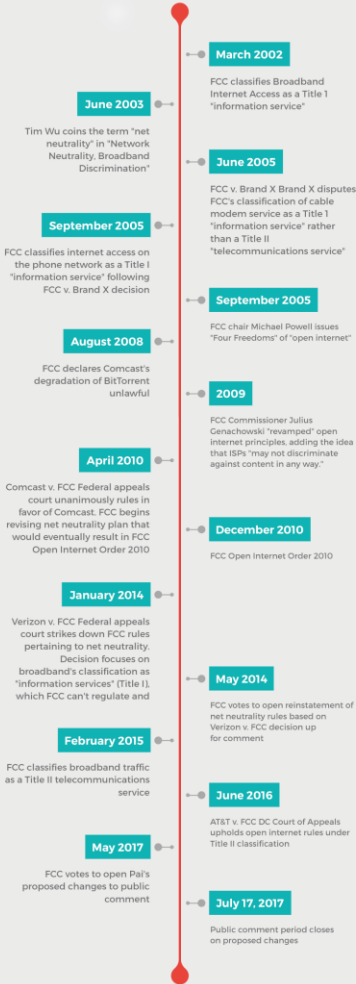 March 2002
FCC classifies Broadband
Internet Access as a Title 1
"information service"
June 2003
Tim Wu coins the term "net
neutrality" in "Network
Neutrality, Broadband
Discrimination"
June 2005
FCC v. Brand X Brand X disputes
FCC's classification of cable
modem service as a Title 1
"information service" rather
than a Title II
"telecommunications service"
September 2005
FCC classifies internet access on
the phone network as a Title I
"information service" following
FCC v. Brand X decision
September 2005
FCC chair Michael Powell issues
"Four Freedoms" of "open internet"
August 2008
FCC declares Comcast's
degradation of BitTorrent
unlawful
2009
FCC Commissioner Julius
Genachowski "revamped" open
internet principles, adding the idea
that ISPs "may not discriminate
against content in any way."
April 2010
Comcast v. FCC Federal appeals
court unanimously rules in
favor of Comcast. FCC begins
revising net neutrality plan that
would eventually result in FCC
Open Internet Order 2010
December 2010
FCC Open Internet Order 2010
January 2014
Verizon v. FCC Federal appeals
court strikes down FCC rules
pertaining to net neutrality.
Decision focuses on
broadband's classification as
"information services" (Title I),
which FCC can't regulate and
May 2014
FCC votes to open reinstatement of
net neutrality rules based on
Verizon v. FCC decision up
for comment
February 2015
FCC classifies broadband traffic
as a Title II telecommunications
service
June 2016
AT&T v. FCC DC Court of Appeals
upholds open internet rules under
Title II classification
May 2017
FCC votes to open Pai's
proposed changes to public
comment
July 17, 2017
Public comment period closes
on proposed changes